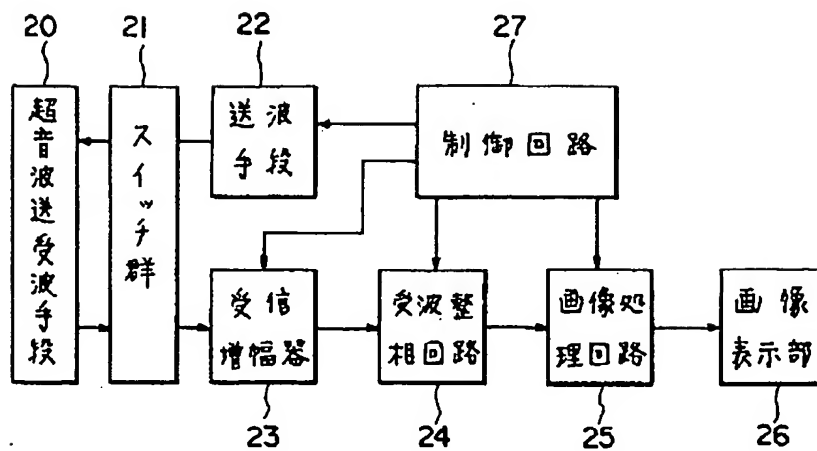 20
21
22
27
超音波送受波手段
スイッチ群
送波
手段
制御回路
受信
増幅器
受波整
相回路
画像処
理回路
画像
表示部
23
24
25
26